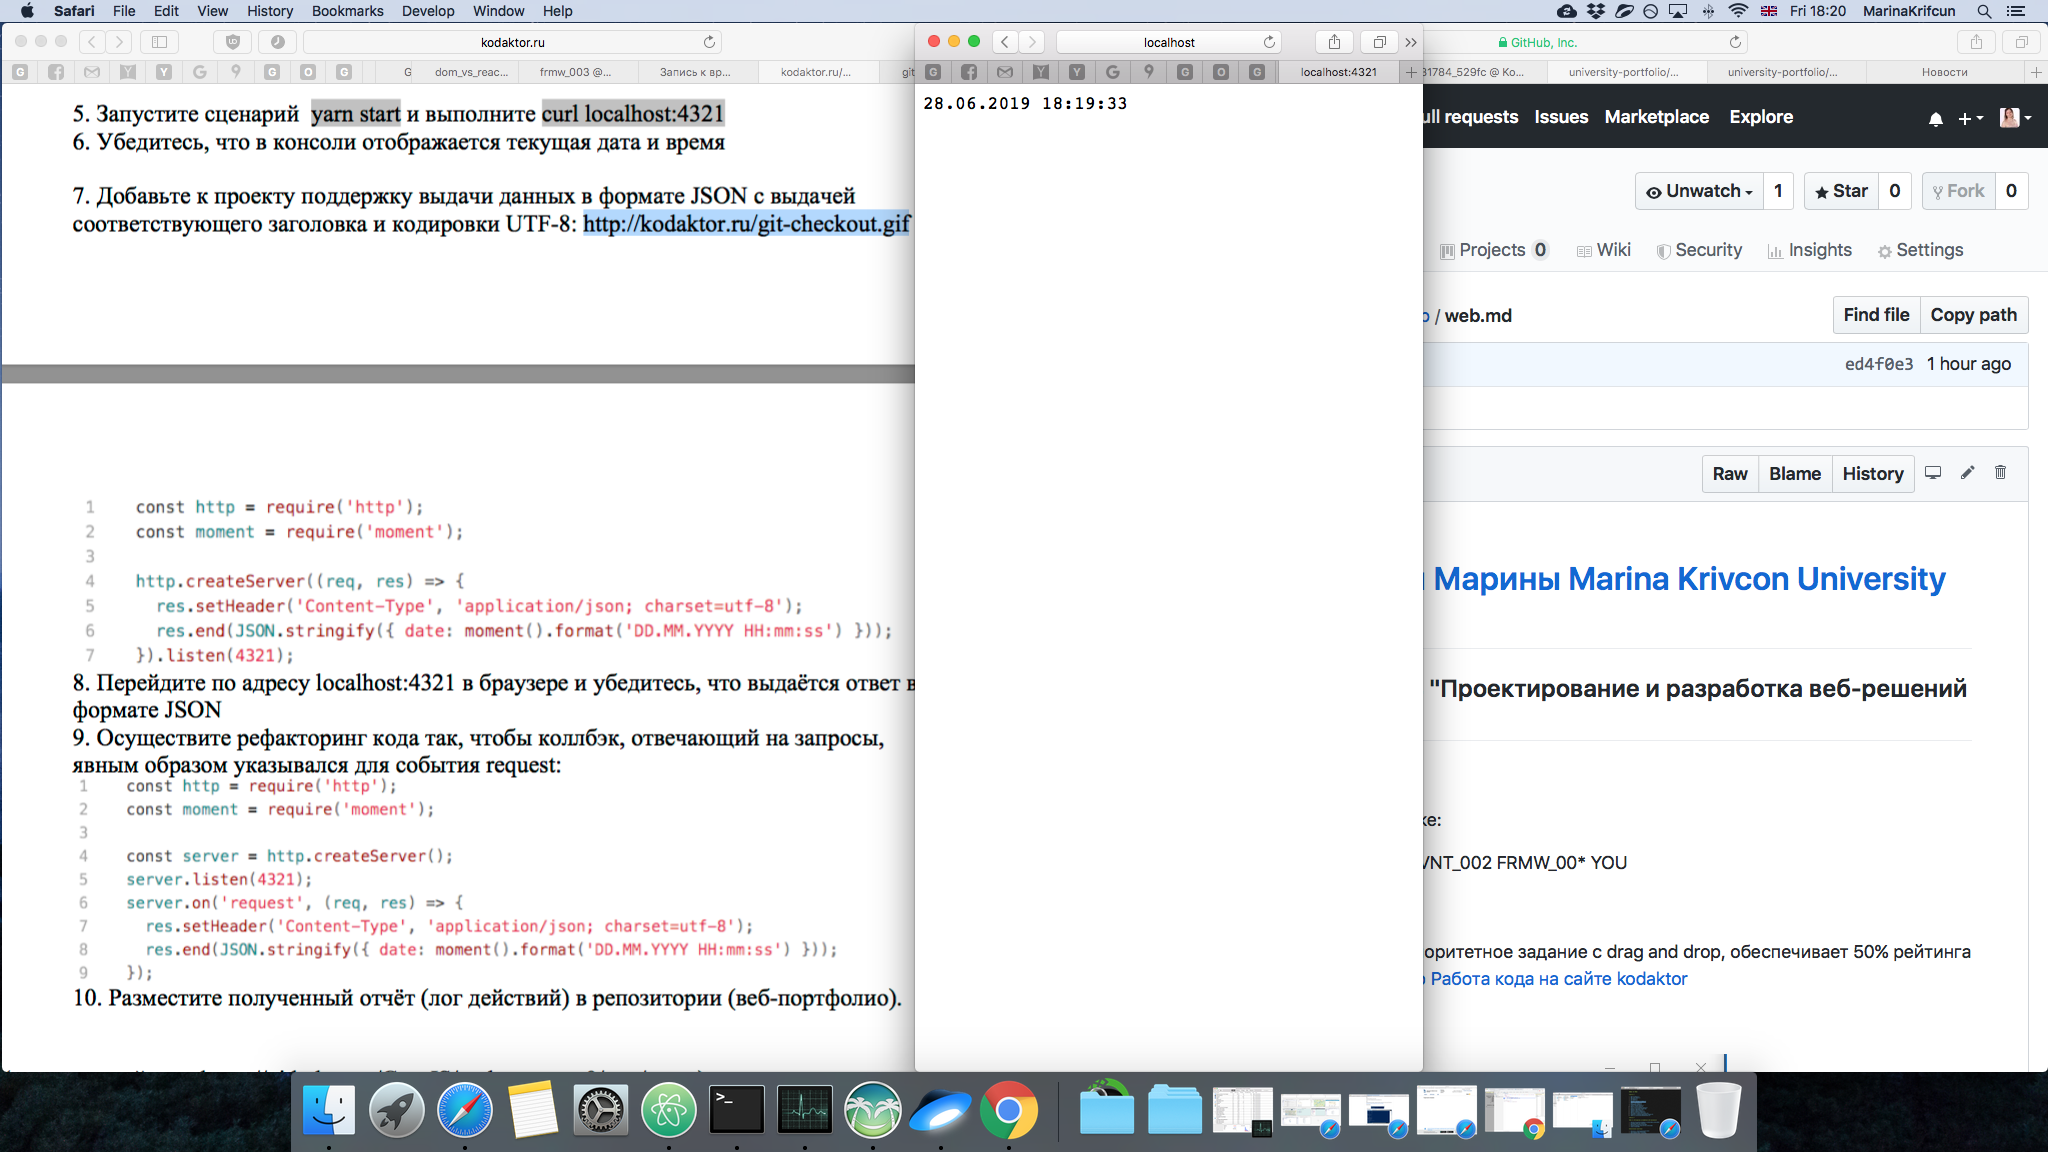 Safari File Edit View History Bookmarks Develop Window Help
Fri 18:20 MarinaKrifcun
kodaktor.ru
G dom_vs_reac... frmw_003 @... Запись к вр... kodaktor.ru/... git
5. Запустите сценарий yarn start и выполните curl localhost:4321
6. Убедитесь, что в консоли отображается текущая дата и время
7. Добавьте к проекту поддержку выдачи данных в формате JSON с выдачей
соответствующего заголовка и кодировки UTF-8: http://kodaktor.ru/git-checkout.gif
1 const http = require('http');
2 const moment = require('moment');
3
4 http.createServer((req, res) => {
5 res.setHeader('Content-Type', 'application/json; charset=utf-8');
6 res.end(JSON.stringify({ date: moment().format('DD.MM.YYYY HH:mm:ss') }));
7 }).listen(4321);
8. Перейдите по адресу localhost:4321 в браузере и убедитесь, что выдаётся ответ в
формате JSON
9. Осуществите рефакторинг кода так, чтобы коллбэк, отвечающий на запросы,
явным образом указывался для события request:
1 const http = require('http');
2 const moment = require('moment');
3
4 const server = http.createServer();
5 server.listen(4321);
6 server.on('request', (req, res) => {
7 res.setHeader('Content-Type', 'application/json; charset=utf-8');
8 res.end(JSON.stringify({ date: moment().format('DD.MM.YYYY HH:mm:ss') }));
9 });
10. Разместите полученный отчёт (лог действий) в репозитории (веб-портфолио).
localhost
localhost:4321
28.06.2019 18:19:33
GitHub, Inc.
31784_529fc @ Ko... university-portfolio/... university-portfolio/... Новости
ull requests Issues Marketplace Explore
Unwatch 1 Star 0 Fork 0
Projects 0 Wiki Security Insights Settings
/ web.md
Find file Copy path
ed4f0e3 1 hour ago
Raw Blame History
Марины Marina Krivcon University
"Проектирование и разработка веб-решений
ке:
VNT_002 FRMW_00* YOU
оритетное задание с drag and drop, обеспечивает 50% рейтинга
Работа кода на сайте kodaktor